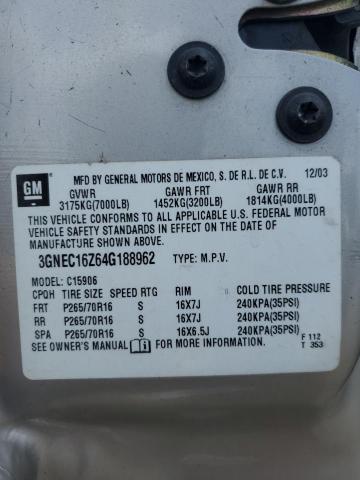 GM
MFD BY GENERAL MOTORS DE MEXICO, S. DE R.L. DE C.V. 12/03
GVWR GAWR FRT GAWR RR
3175KG(7000LB) 1452KG(3200LB) 1814KG(4000LB)
THIS VEHICLE CONFORMS TO ALL APPLICABLE U.S. FEDERAL MOTOR
VEHICLE SAFETY STANDARDS IN EFFECT ON THE DATE OF
MANUFACTURE SHOWN ABOVE.
3GNEC16Z64G188962 TYPE: M.P.V.
MODEL: C15906
CPQH TIRE SIZE SPEED RTG RIM COLD TIRE PRESSURE
FRT P265/70R16 S 16X7J 240KPA(35PSI)
RR P265/70R16 S 16X7J 240KPA(35PSI)
SPA P265/70R16 S 16X6.5J 240KPA(35PSI)
SEE OWNER'S MANUAL FOR MORE INFORMATION. F 112
T 353